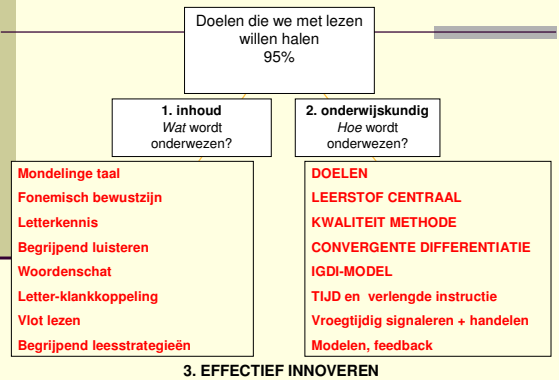 Doelen die we met lezen
willen halen
95%
1. inhoud
Wat wordt
onderwezen?
2. onderwijskundig
Hoe wordt
onderwezen?
Mondelinge taal
Fonemisch bewustzijn
Letterkennis
Begrijpend luisteren
Woordenschat
Letter-klankkoppeling
Vlot lezen
Begrijpend leesstrategieën
DOELEN
LEERSTOF CENTRAAL
KWALITEIT METHODE
CONVERGENTE DIFFERENTIATIE
IGDI-MODEL
TIJD en verlengde instructie
Vroegtijdig signaleren + handelen
Modelen, feedback
3. EFFECTIEF INNOVEREN